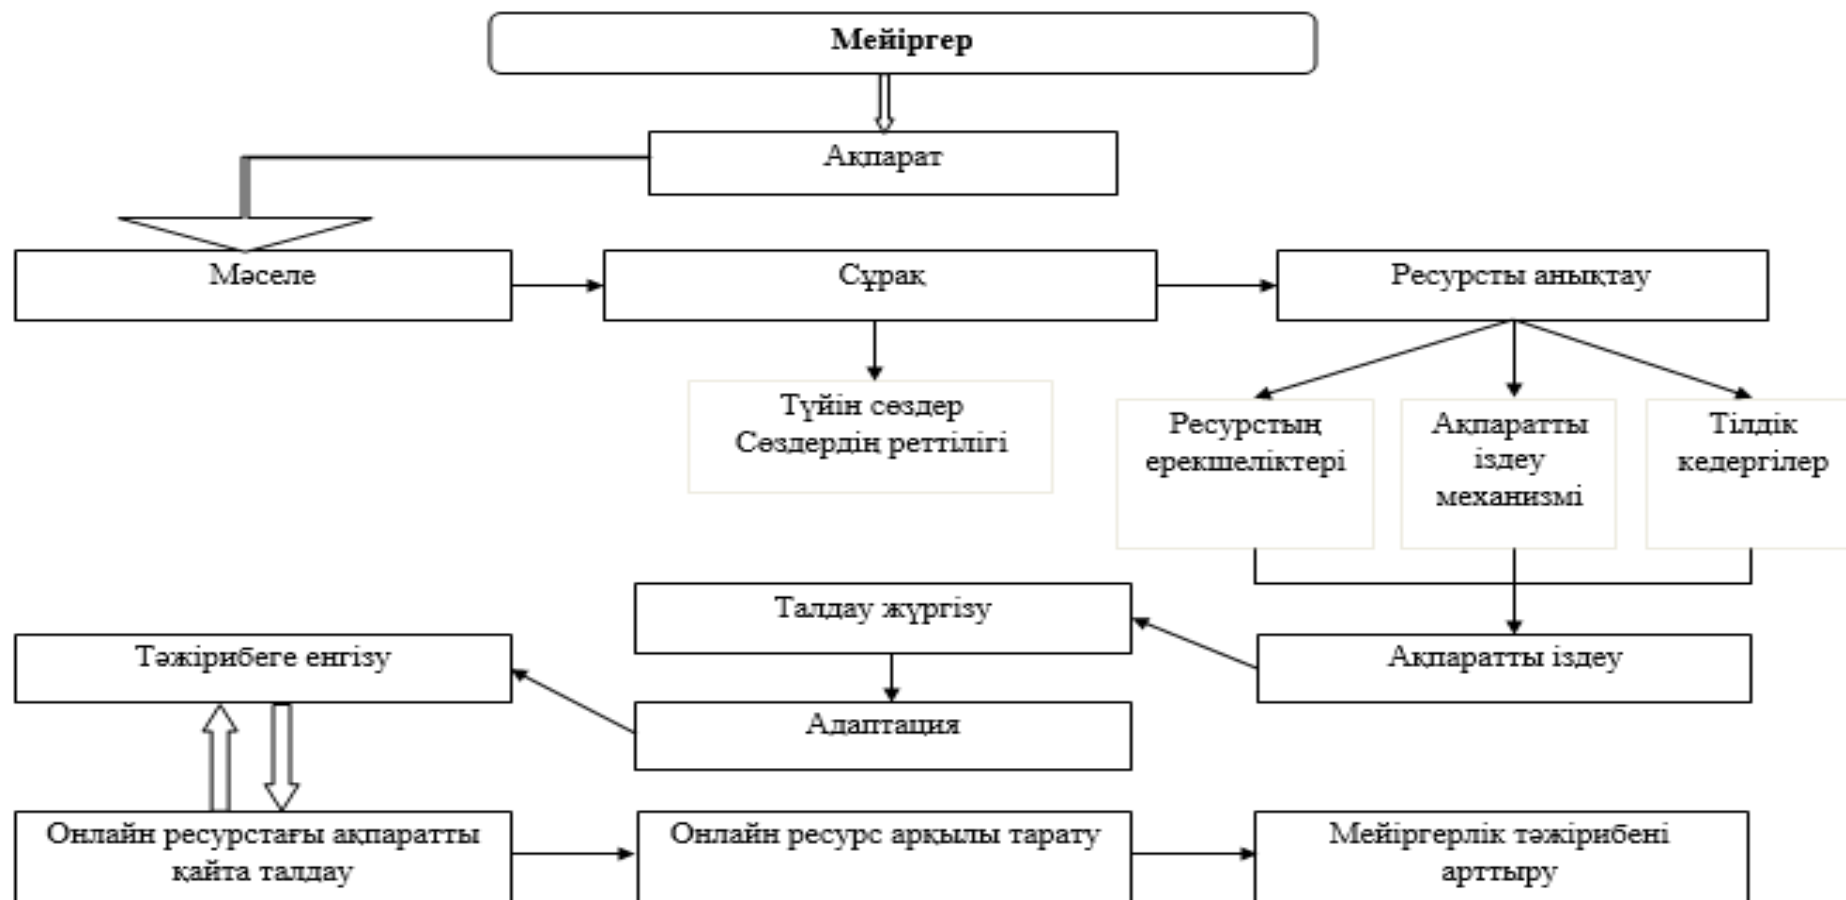 Мейіргер
Ақпарат
Мәселе
Сұрақ
Ресурсты анықтау
Түйін сөздер
Сөздердің реттілігі
Ресурстың
ерекшеліктері
Ақпаратты
іздеу
механизмі
Тілдік
кедергілер
Талдау жүргізу
Тәжірибеге енгізу
Ақпаратты іздеу
Адаптация
Онлайн ресурстағы ақпаратты
қайта талдау
Онлайн ресурс арқылы тарату
Мейіргерлік тәжірибені
арттыру